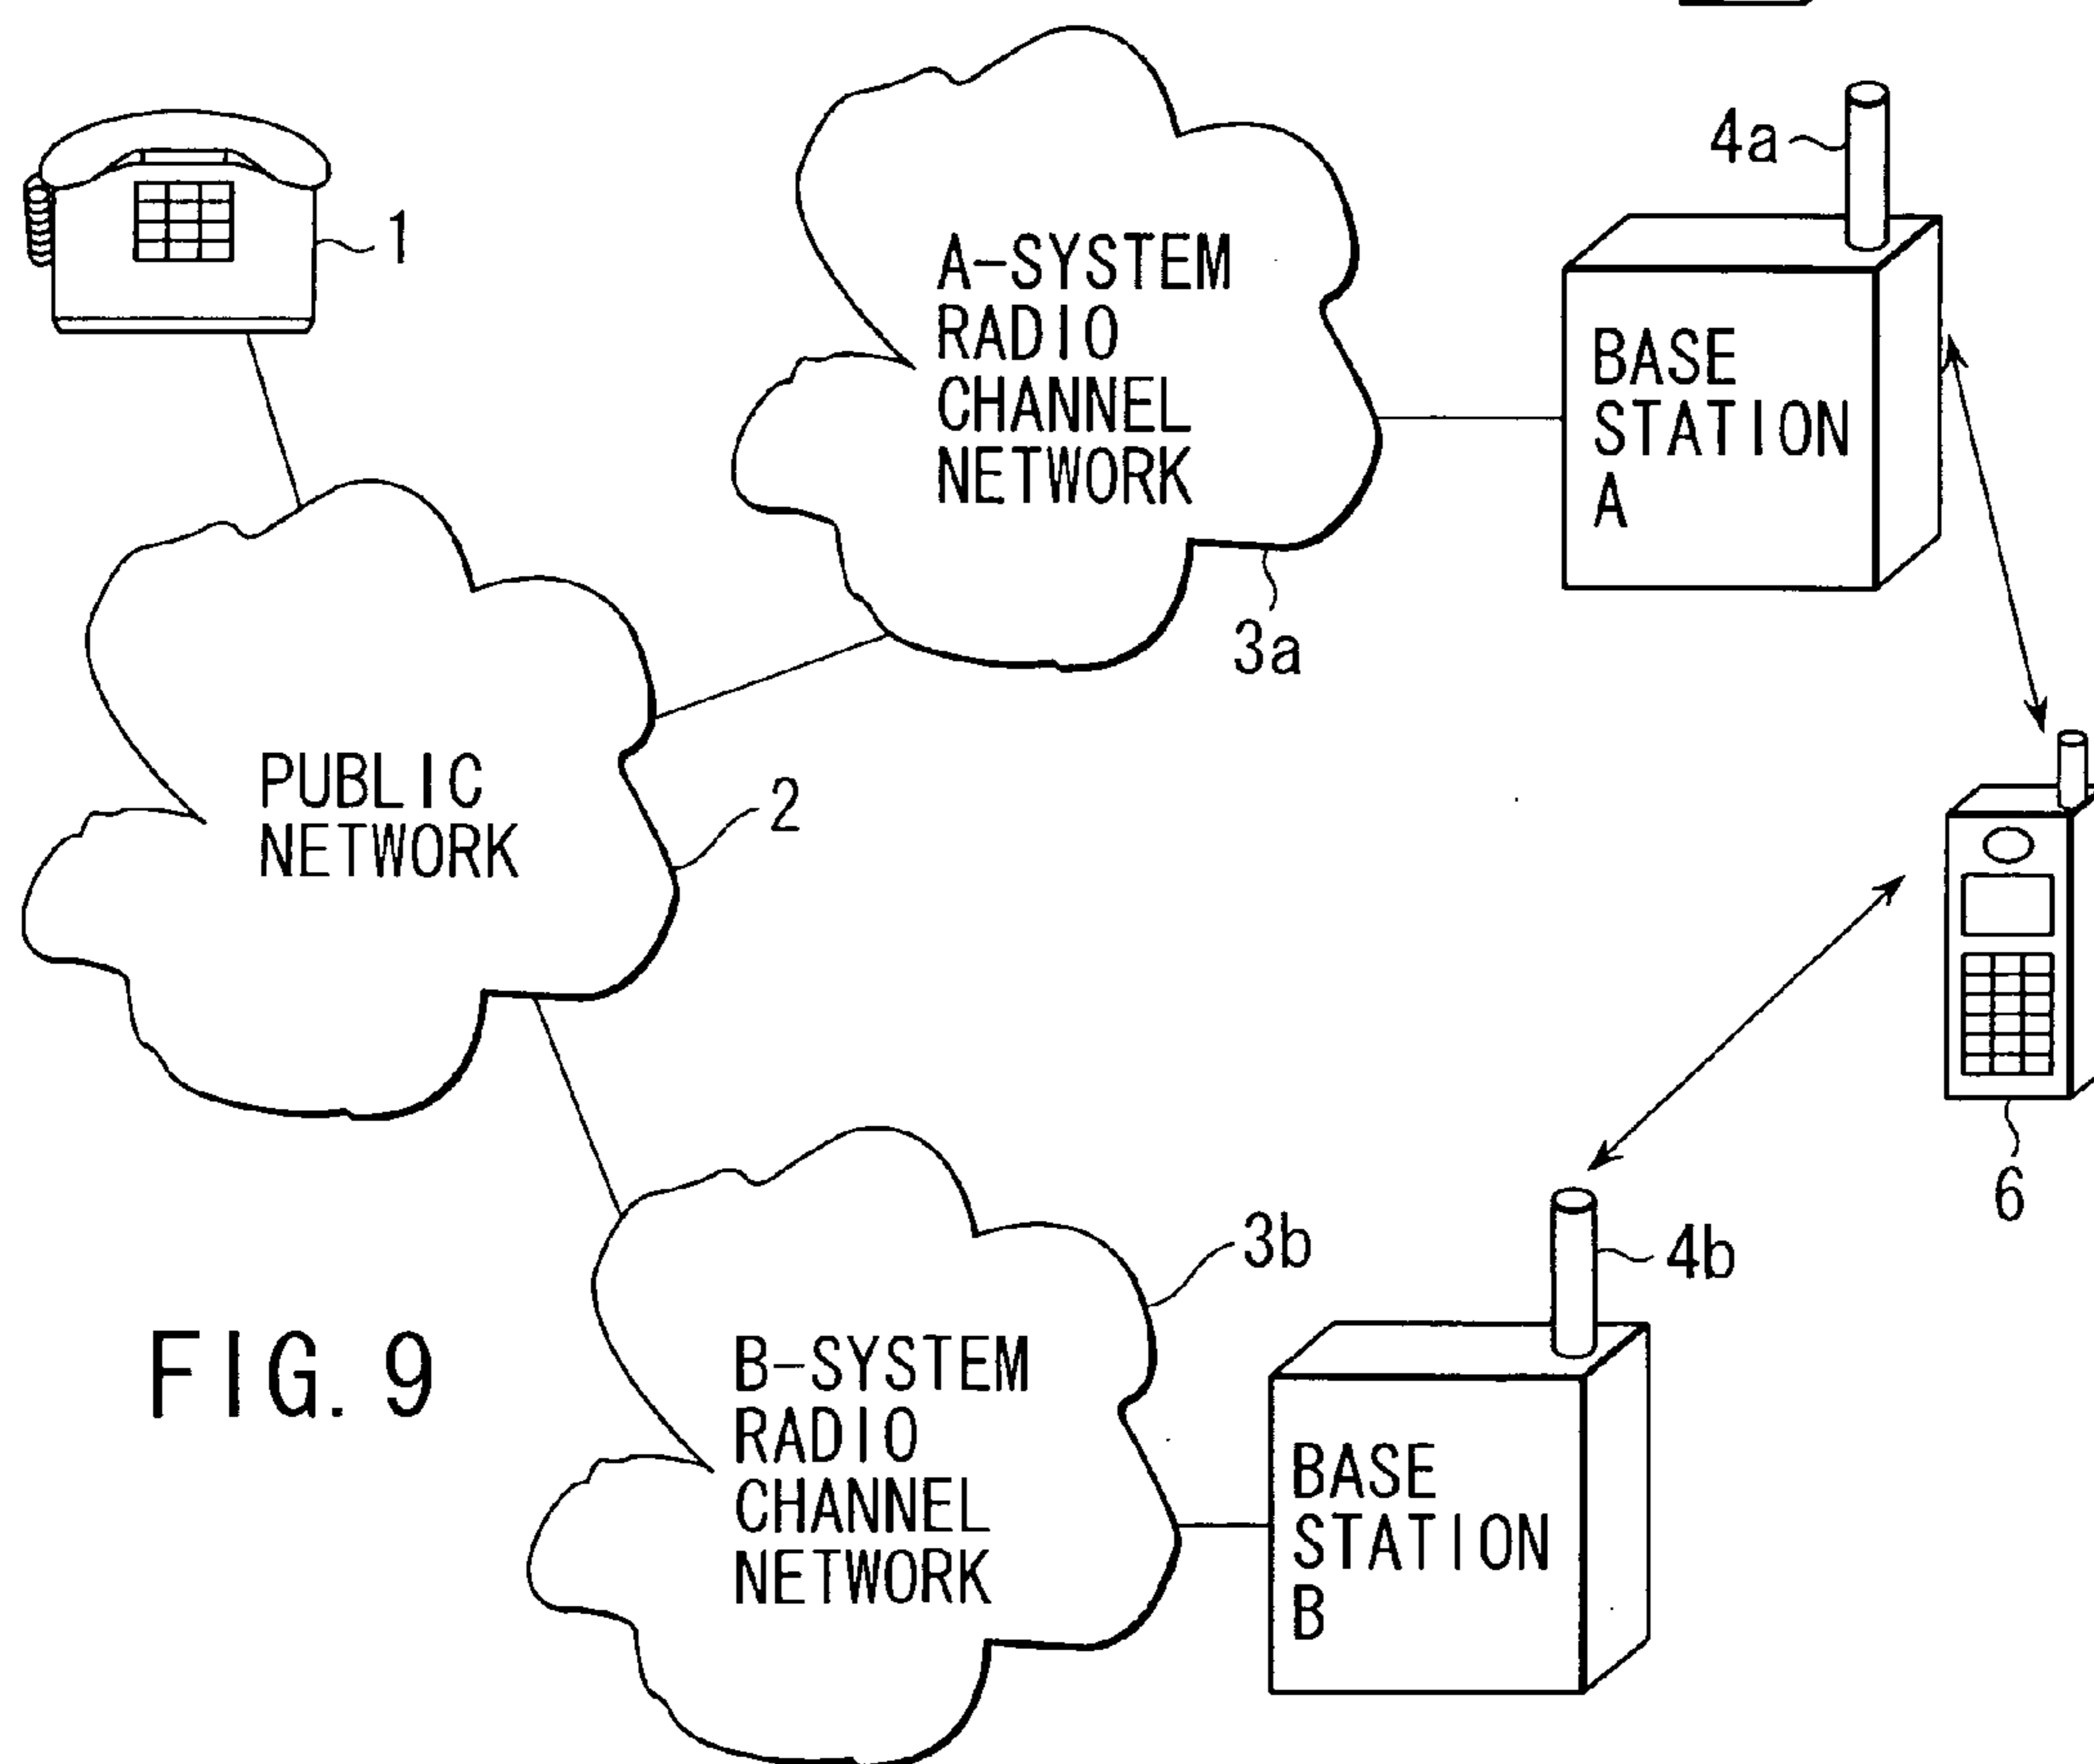 4a
1
A-SYSTEM
RADIO
CHANNEL
NETWORK
BASE
STATION
A
3a
PUBLIC
NETWORK
2
6
3b
4b
FIG. 9
B-SYSTEM
RADIO
CHANNEL
NETWORK
BASE
STATION
B